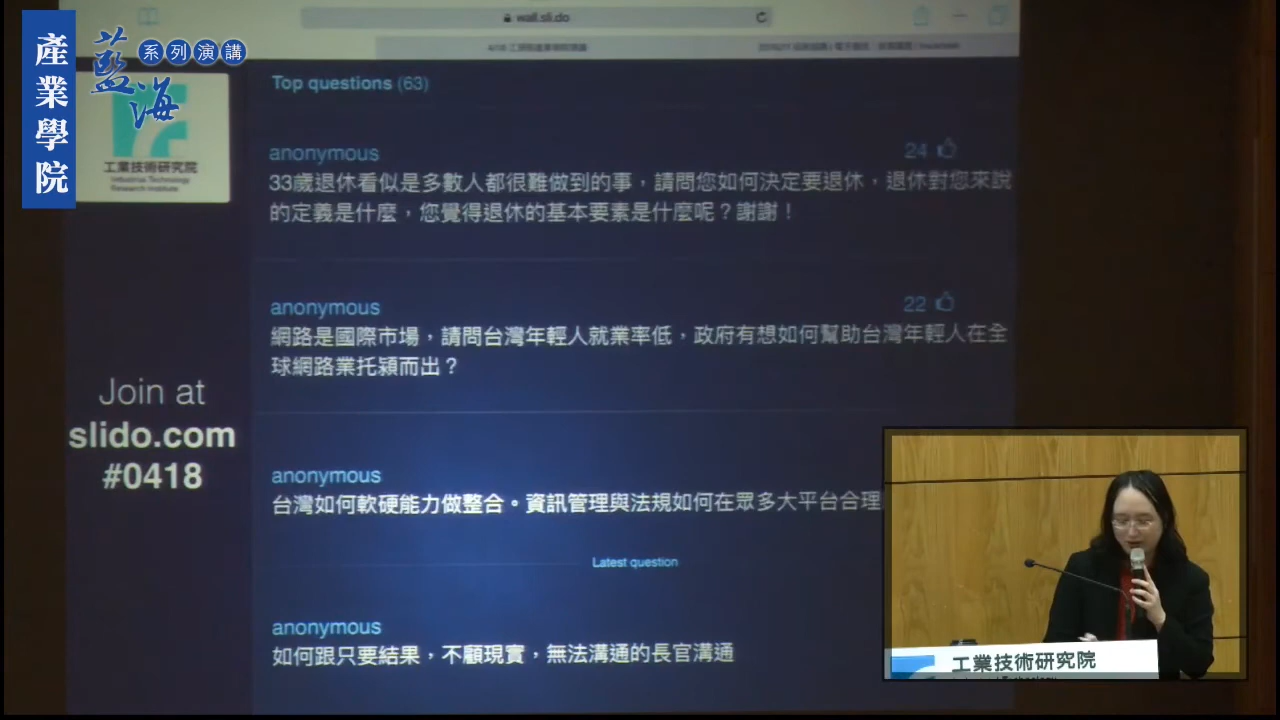 產業學院
藍海
系列演講
wall.sli.do
工業技術研究院
Industrial Technology
Research Institute
Top questions (63)
anonymous
24
33歲退休看似是多數人都很難做到的事，請問您如何決定要退休，退休對您來說
的定義是什麼，您覺得退休的基本要素是什麼呢？謝謝！
anonymous
22
網路是國際市場，請問台灣年輕人就業率低，政府有想如何幫助台灣年輕人在全
球網路業托穎而出？
Join at
slido.com
#0418
anonymous
台灣如何軟硬能力做整合。資訊管理與法規如何在眾多大平台合理
Latest question
anonymous
如何跟只要結果，不顧現實，無法溝通的長官溝通
工業技術研究院